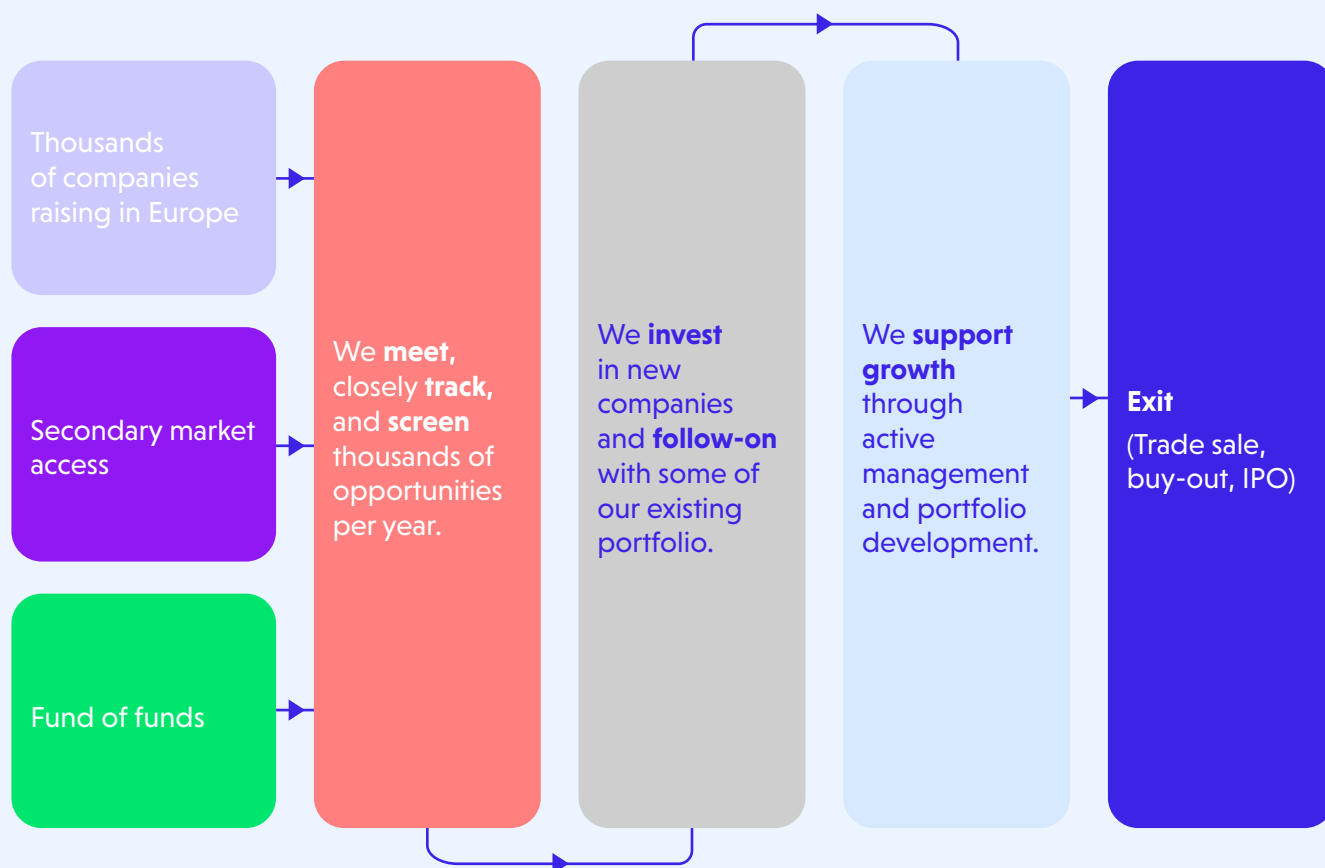 Thousands
of companies
raising in Europe
Secondary market
access
Fund of funds
We meet,
closely track,
and screen
thousands of
opportunities
per year.
We invest
in new
companies
and follow-on
with some of
our existing
portfolio.
We support
growth
through
active
management
and portfolio
development.
Exit
(Trade sale,
buy-out, IPO)